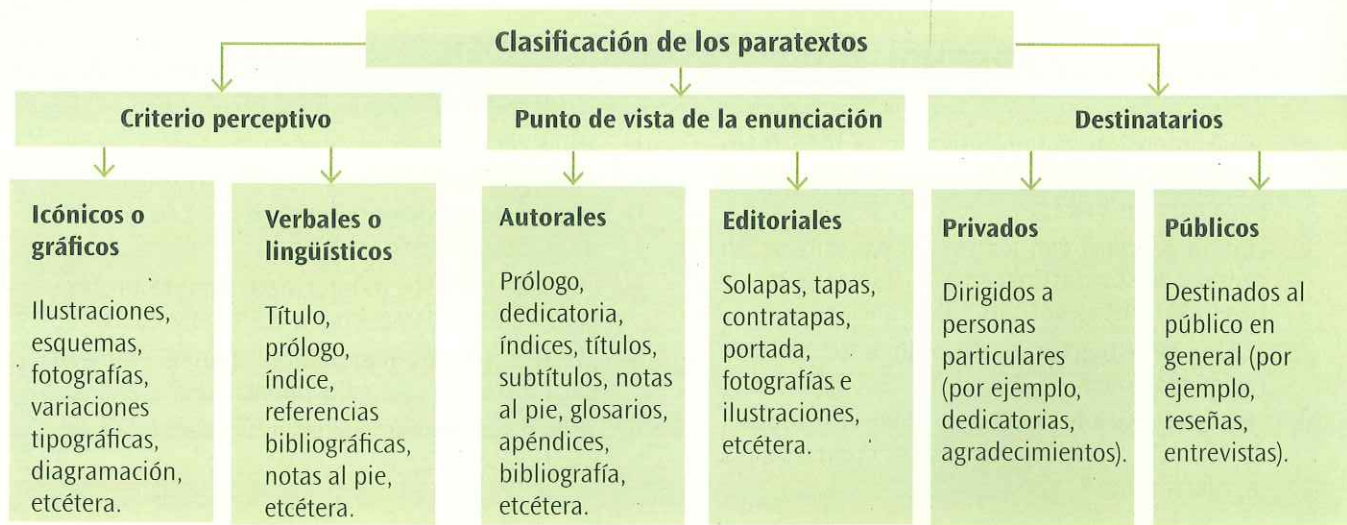 Clasificación de los paratextos
Criterio perceptivo
Icónicos o
gráficos
Ilustraciones,
esquemas,
fotografías,
variaciones
tipográficas,
diagramación,
etcétera.
Verbales o
lingüísticos
Título,
prólogo,
índice,
referencias
bibliográficas,
notas al pie,
etcétera.
Punto de vista de la enunciación
Autorales
Prólogo,
dedicatoria,
índices, títulos,
subtítulos, notas
al pie, glosarios,
apéndices,
bibliografía,
etcétera.
Editoriales
Solapas, tapas,
contratapas,
portada,
fotografías e
ilustraciones,
etcétera.
Destinatarios
Privados
Dirigidos a
personas
particulares
(por ejemplo,
dedicatorias,
agradecimientos).
Públicos
Destinados al
público en
general (por
ejemplo,
reseñas,
entrevistas).